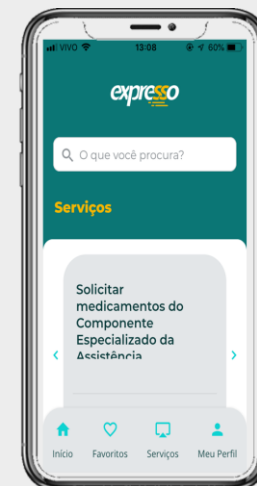 VIVO 13:08 60%
expresso
O que você procura?
Serviços
Solicitar
medicamentos do
Componente
Especializado da
Assistência
Início Favoritos Serviços Meu Perfil